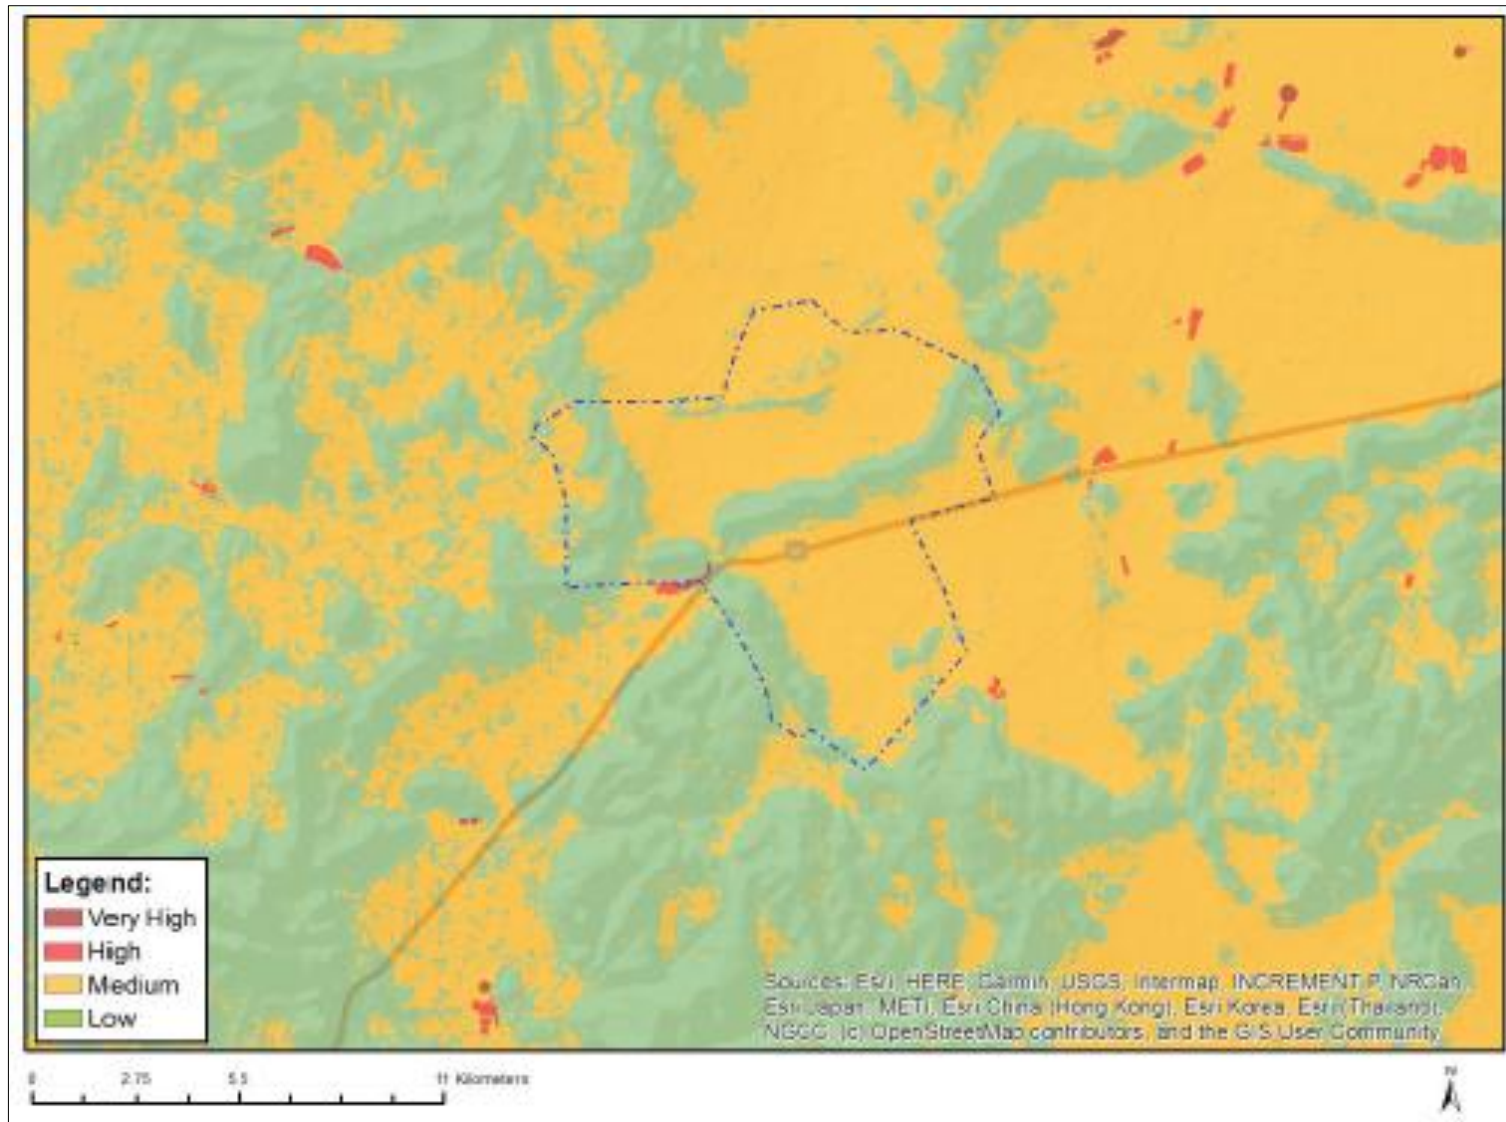 Legend:
Very High
High
Medium
Low
Sources: Esri, HERE, Garmin, USGS, Intermap, INCREMENT P, NRCan,
Esri Japan, METI, Esri China (Hong Kong), Esri Korea, Esri (Thailand),
NGCC, (c) OpenStreetMap contributors, and the GIS User Community
0 2.75 5.5 11 Kilometers
N